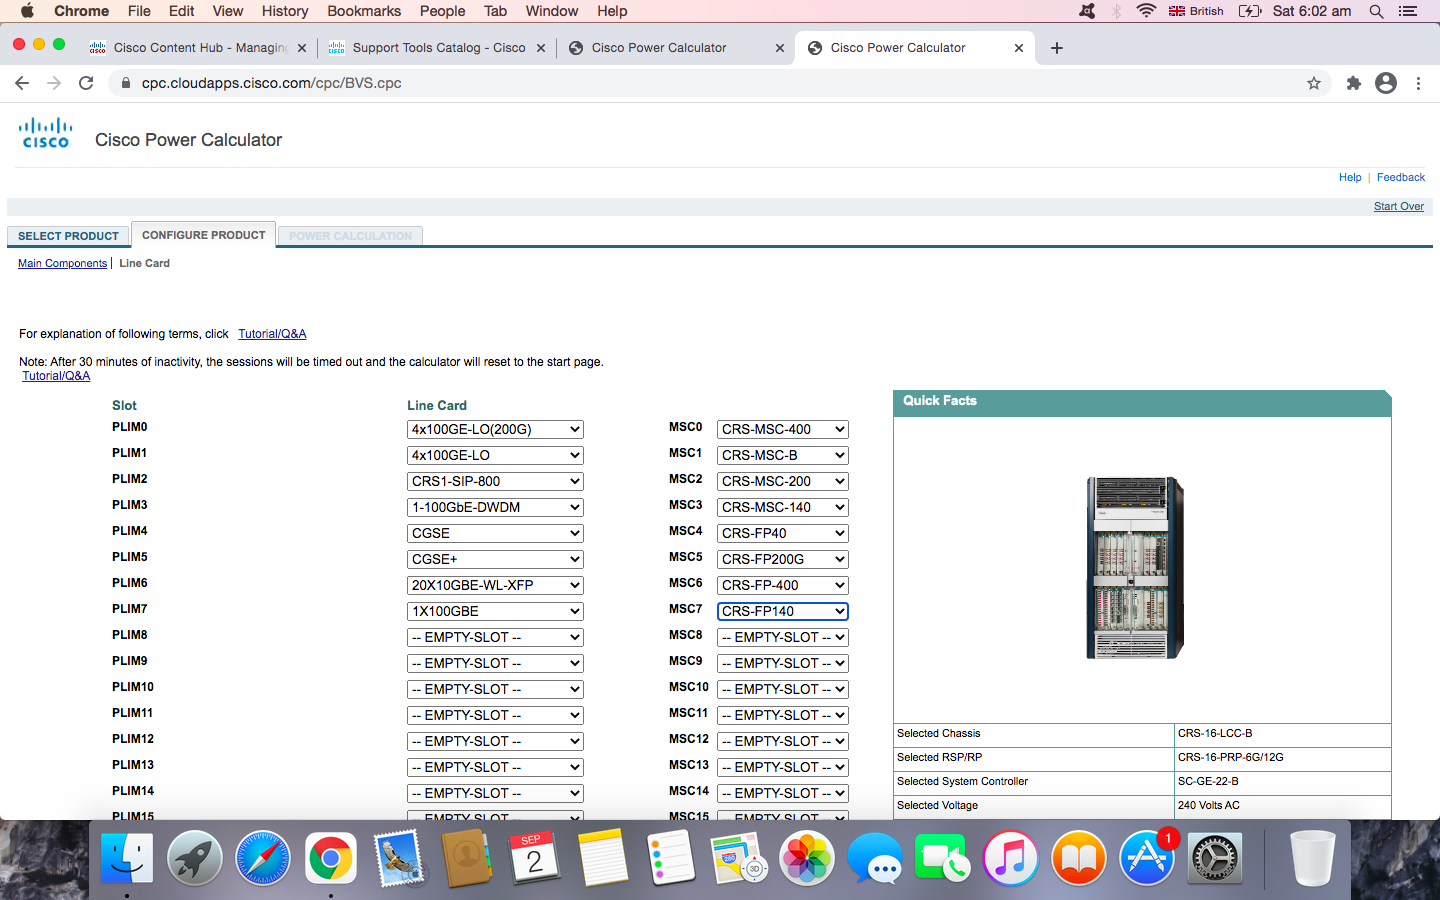 Chrome File Edit View History Bookmarks People Tab Window Help British Sat 6:02 am
Cisco Content Hub - Managing Support Tools Catalog - Cisco Cisco Power Calculator Cisco Power Calculator
cpc.cloudapps.cisco.com/cpc/BVS.cpc
CISCO Cisco Power Calculator
Help | Feedback
Start Over
SELECT PRODUCT CONFIGURE PRODUCT POWER CALCULATION
Main Components | Line Card
For explanation of following terms, click Tutorial/Q&A
Note: After 30 minutes of inactivity, the sessions will be timed out and the calculator will reset to the start page.
Tutorial/Q&A
Slot Line Card Quick Facts
PLIM0 4x100GE-LO(200G) MSC0 CRS-MSC-400
PLIM1 4x100GE-LO MSC1 CRS-MSC-B
PLIM2 CRS1-SIP-800 MSC2 CRS-MSC-200
PLIM3 1-100GbE-DWDM MSC3 CRS-MSC-140
PLIM4 CGSE MSC4 CRS-FP40
PLIM5 CGSE+ MSC5 CRS-FP200G
PLIM6 20X10GBE-WL-XFP MSC6 CRS-FP-400
PLIM7 1X100GBE MSC7 CRS-FP140
PLIM8 -- EMPTY-SLOT -- MSC8 -- EMPTY-SLOT --
PLIM9 -- EMPTY-SLOT -- MSC9 -- EMPTY-SLOT --
PLIM10 -- EMPTY-SLOT -- MSC10 -- EMPTY-SLOT --
PLIM11 -- EMPTY-SLOT -- MSC11 -- EMPTY-SLOT --
PLIM12 -- EMPTY-SLOT -- MSC12 -- EMPTY-SLOT --
PLIM13 -- EMPTY-SLOT -- MSC13 -- EMPTY-SLOT --
PLIM14 -- EMPTY-SLOT -- MSC14 -- EMPTY-SLOT --
PLIM15 -- EMPTY-SLOT -- MSC15 -- EMPTY-SLOT --
Selected Chassis CRS-16-LCC-B
Selected RSP/RP CRS-16-PRP-6G/12G
Selected System Controller SC-GE-22-B
Selected Voltage 240 Volts AC
SEP
2
280
3D
1